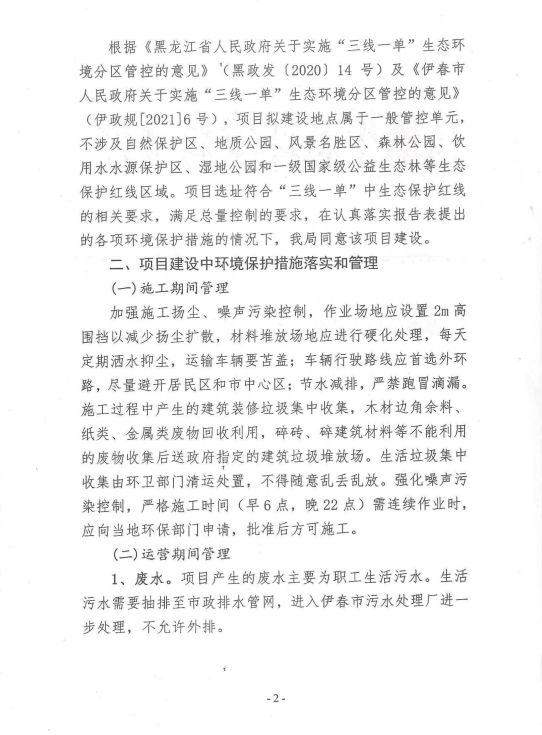 根据《黑龙江省人民政府关于实施“三线一单”生态环
境分区管控的意见》（黑政发〔2020〕14 号）及《伊春市
人民政府关于实施“三线一单”生态环境分区管控的意见》
（伊政规[2021]6 号），项目拟建设地点属于一般管控单元，
不涉及自然保护区、地质公园、风景名胜区、森林公园、饮
用水水源保护区、湿地公园和一级国家级公益生态林等生态
保护红线区域。项目选址符合“三线一单”中生态保护红线
的相关要求，满足总量控制的要求，在认真落实报告表提出
的各项环境保护措施的情况下，我局同意该项目建设。
二、项目建设中环境保护措施落实和管理
(一)施工期间管理
加强施工扬尘、噪声污染控制，作业场地应设置 2m 高
围挡以减少扬尘扩散，材料堆放场地应进行硬化处理，每天
定期洒水抑尘，运输车辆要苫盖；车辆行驶路线应首选外环
路，尽量避开居民区和市中心区；节水减排，严禁跑冒滴漏。
施工过程中产生的建筑装修垃圾集中收集，木材边角余料、
纸类、金属类废物回收利用，碎砖、碎建筑材料等不能利用
的废物收集后送政府指定的建筑垃圾堆放场。生活垃圾集中
收集由环卫部门清运处置，不得随意乱丢乱放。强化噪声污
染控制，严格施工时间（早 6 点，晚 22 点）需连续作业时，
应向当地环保部门申请，批准后方可施工。
(二)运营期间管理
1、废水。项目产生的废水主要为职工生活污水。生活
污水需要抽排至市政排水管网，进入伊春市污水处理厂进一
步处理，不允许外排。
- 2 -